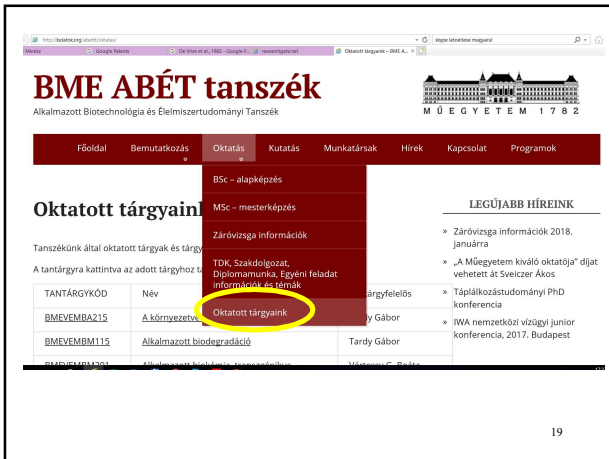 http://kutatok.org/abeitt/oktatas/
skype letoeltese magyarul
Merész
Google Patents
De Vries et al., 1982 - Google P...
researchgate.net
Oktatott tárgyaink – BME A...
BME ABÉT tanszék
Alkalmazott Biotechnológia és Élelmiszertudományi Tanszék
MŰEGYETEM 1782
Főoldal Bemutatkozás Oktatás Kutatás Munkatársak Hírek Kapcsolat Programok
BSc – alapképzés
MSc – mesterképzés
Záróvizsga információk
TDK, Szakdolgozat,
Diplomamunka, Egyéni feladat
információk és témák
Oktatott tárgyaink
Oktatott tárgyaink
Tanszékünk által oktatott tárgyak és tárgy
A tantárgyra kattintva az adott tárgyhoz ta
TANTÁRGYKÓD Név tárgyfelelős
BMEVEMBA215 A környezetvé dy Gábor
BMEVEMBM115 Alkalmazott biodegradáció Tardy Gábor
LEGÚJABB HÍREINK
» Záróvizsga információk 2018.
januárra
» „A Műegyetem kiváló oktatója" díjat
vehetett át Sveiczer Ákos
» Táplálkozástudományi PhD
konferencia
» IWA nemzetközi vízügyi junior
konferencia, 2017. Budapest
19